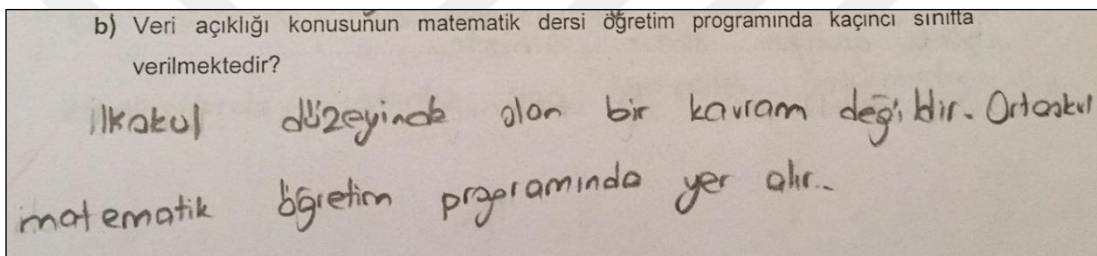 b) Veri açıklığı konusunun matematik dersi öğretim programında kaçıncı sınıfta
verilmektedir?
ilkokul düzeyinde olan bir kavram değildir. Ortaokul
matematik öğretim programında yer alır..